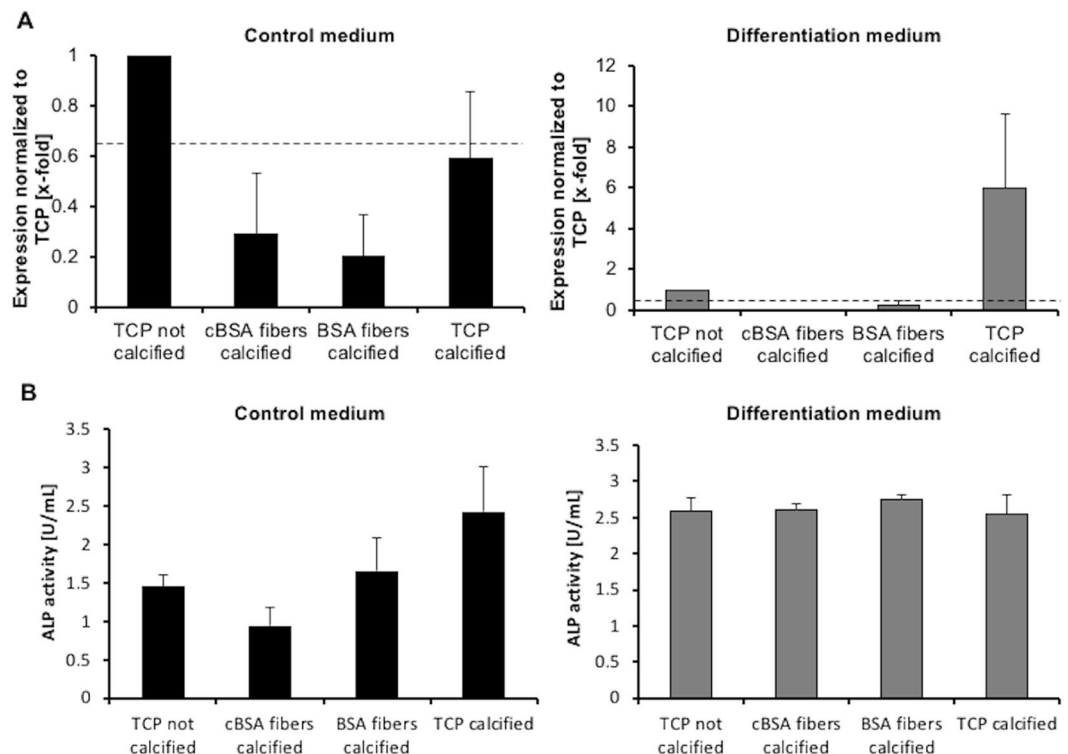 A
Control medium
Expression normalized to
TCP [x-fold]
1
0.8
0.6
0.4
0.2
0
TCP not
calcified
cBSA fibers
calcified
BSA fibers
calcified
TCP
calcified
Differentiation medium
Expression normalized to
TCP [x-fold]
12
10
8
6
4
2
0
TCP not
calcified
cBSA fibers
calcified
BSA fibers
calcified
TCP
calcified
B
Control medium
ALP activity [U/mL]
3.5
3
2.5
2
1.5
1
0.5
0
TCP not
calcified
cBSA fibers
calcified
BSA fibers
calcified
TCP calcified
Differentiation medium
ALP activity [U/mL]
3.5
3
2.5
2
1.5
1
0.5
0
TCP not
calcified
cBSA fibers
calcified
BSA fibers
calcified
TCP calcified